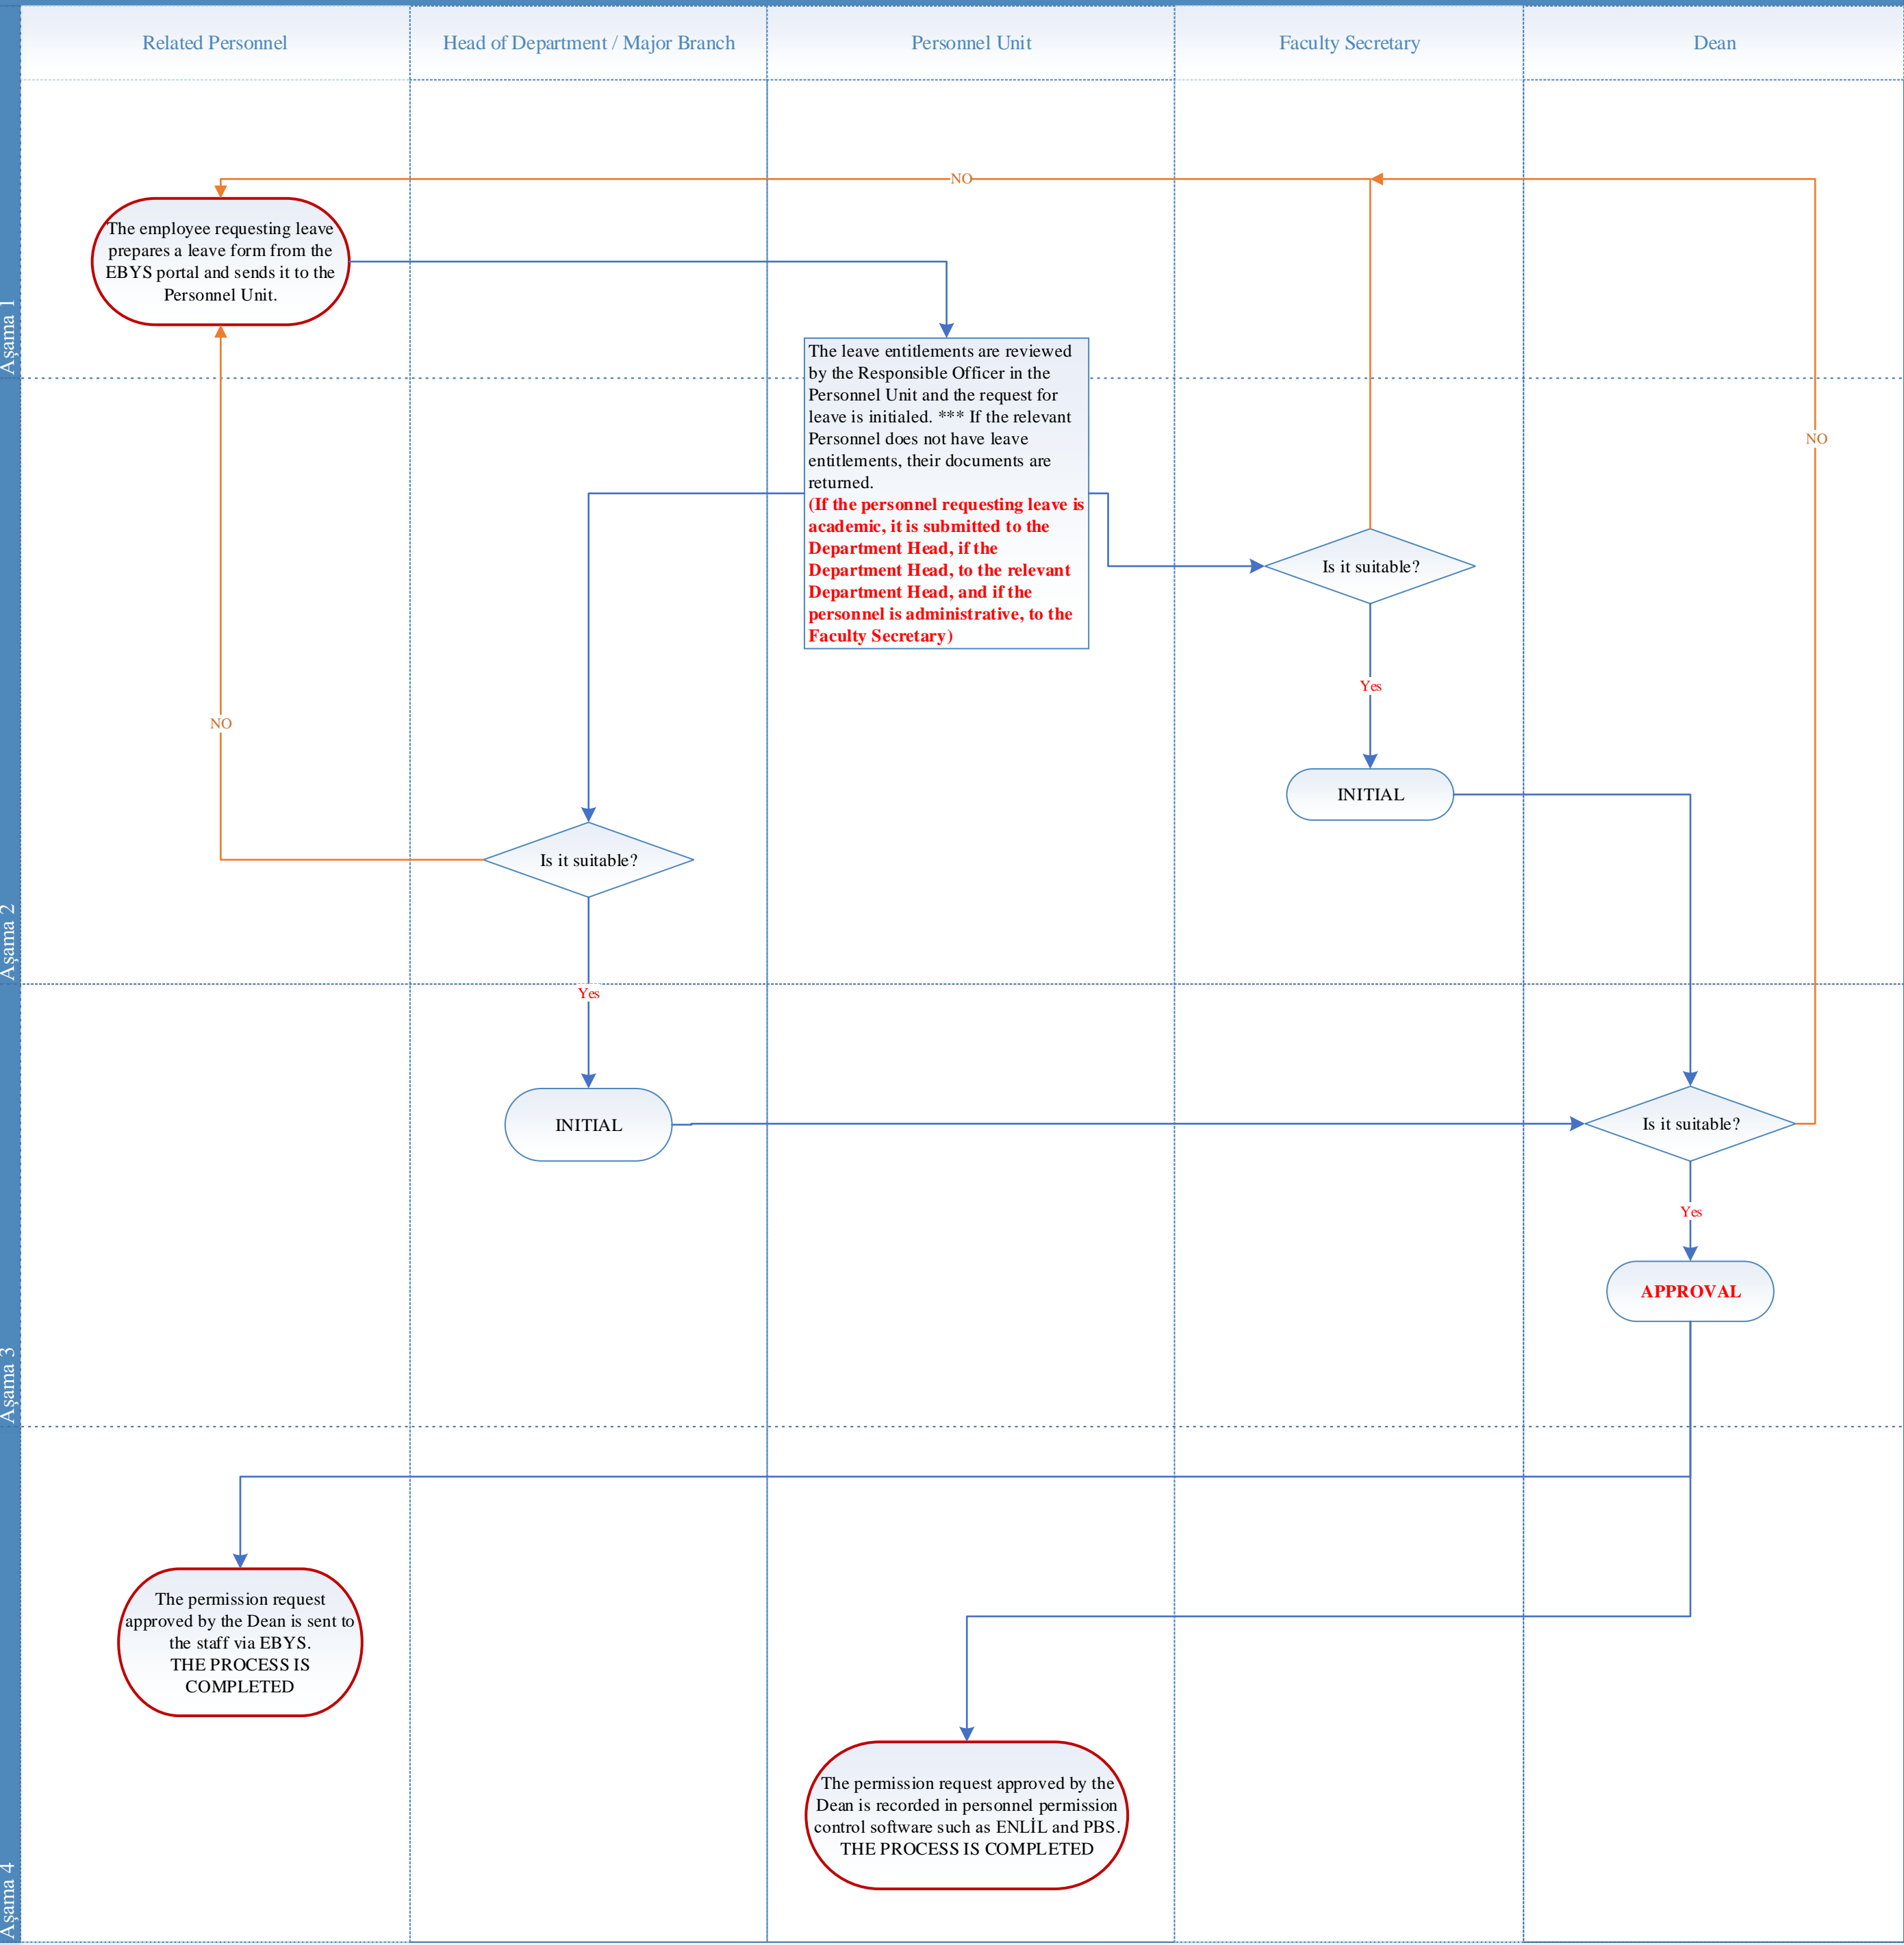 Related Personnel
Head of Department / Major Branch
Personnel Unit
Faculty Secretary
Dean
Aşama 1
NO
The employee requesting leave
prepares a leave form from the
EBYS portal and sends it to the
Personnel Unit.
The leave entitlements are reviewed
by the Responsible Officer in the
Personnel Unit and the request for
leave is initialed. *** If the relevant
Personnel does not have leave
entitlements, their documents are
returned.
(If the personnel requesting leave is
academic, it is submitted to the
Department Head, if the
Department Head, to the relevant
Department Head, and if the
personnel is administrative, to the
Faculty Secretary)
NO
Is it suitable?
Yes
NO
INITIAL
Is it suitable?
Aşama 2
Yes
INITIAL
Is it suitable?
Yes
APPROVAL
Aşama 3
The permission request
approved by the Dean is sent to
the staff via EBYS.
THE PROCESS IS
COMPLETED
The permission request approved by the
Dean is recorded in personnel permission
control software such as ENLİL and PBS.
THE PROCESS IS COMPLETED
Aşama 4